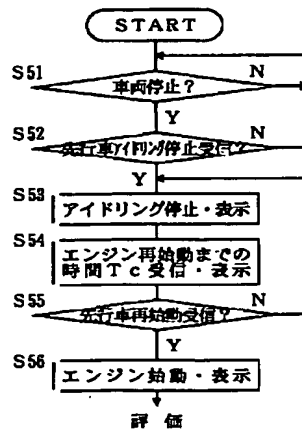 START
S51
車両停止?
N
Y
S52
先行車アイドリング停止受信?
N
Y
S53
アイドリング停止・表示
S54
エンジン再始動までの
時間Tc受信・表示
S55
先行車再始動受信?
N
Y
S56
エンジン始動・表示
評価